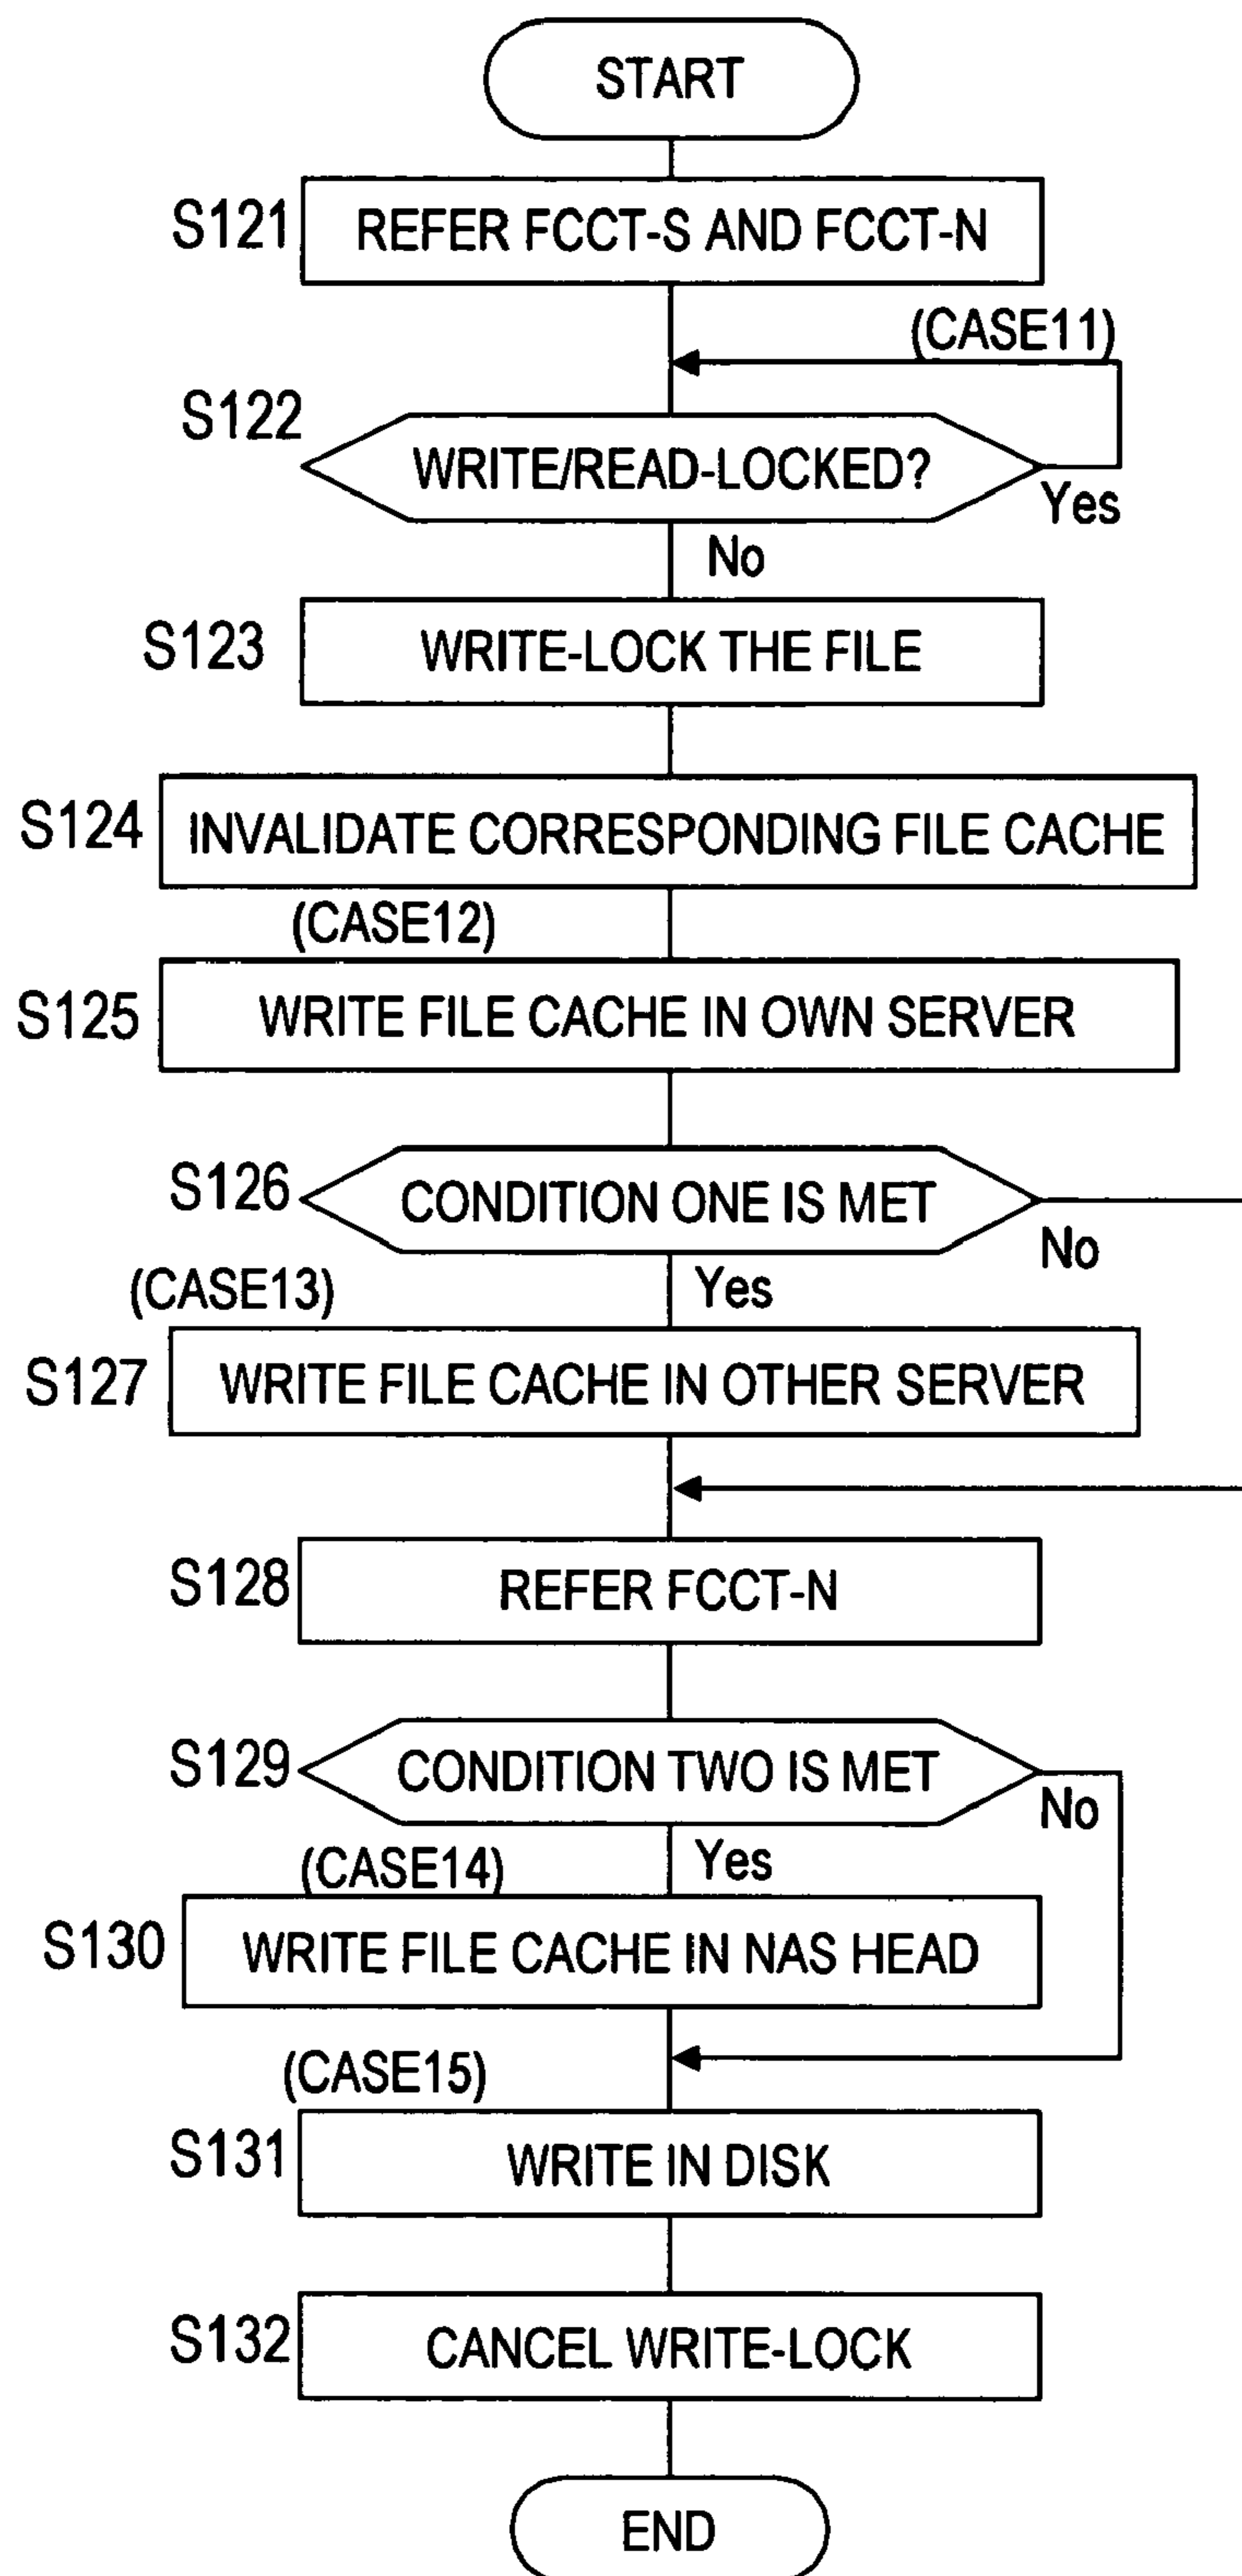 START
S121
REFER FCCT-S AND FCCT-N
(CASE11)
S122
WRITE/READ-LOCKED?
Yes
No
S123
WRITE-LOCK THE FILE
S124
INVALIDATE CORRESPONDING FILE CACHE
(CASE12)
S125
WRITE FILE CACHE IN OWN SERVER
S126
CONDITION ONE IS MET
No
(CASE13)
Yes
S127
WRITE FILE CACHE IN OTHER SERVER
S128
REFER FCCT-N
S129
CONDITION TWO IS MET
No
(CASE14)
Yes
S130
WRITE FILE CACHE IN NAS HEAD
(CASE15)
S131
WRITE IN DISK
S132
CANCEL WRITE-LOCK
END